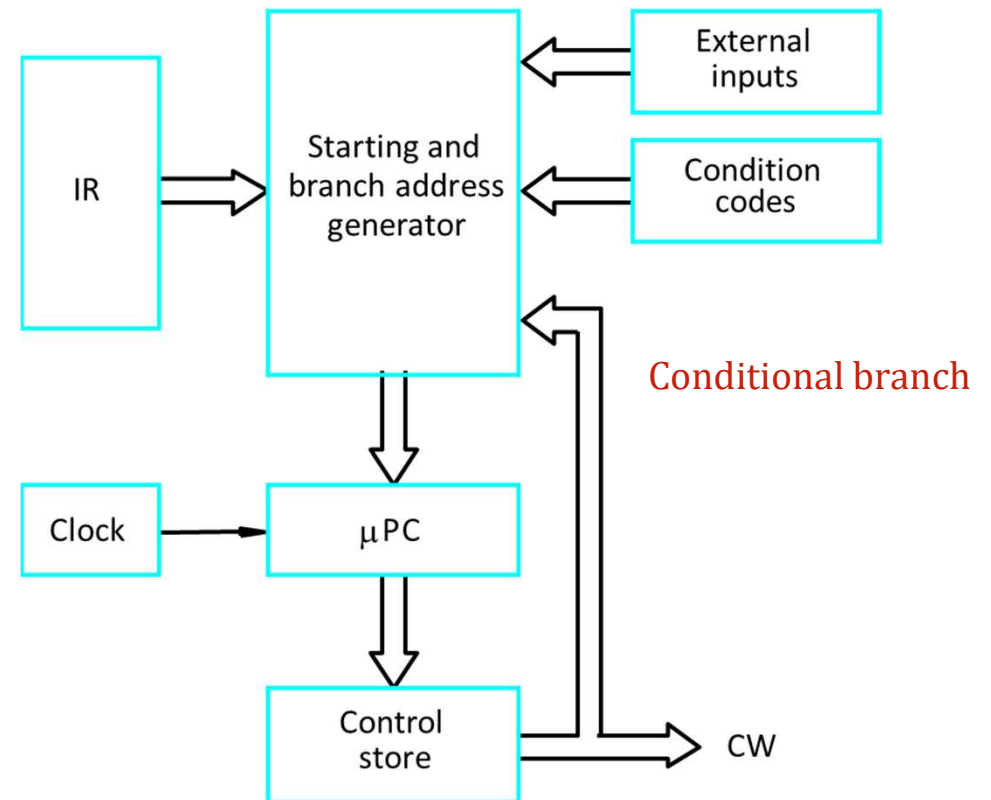 External
inputs
IR
Starting and
branch address
generator
Condition
codes
Conditional branch
Clock
μPC
Control
store
CW